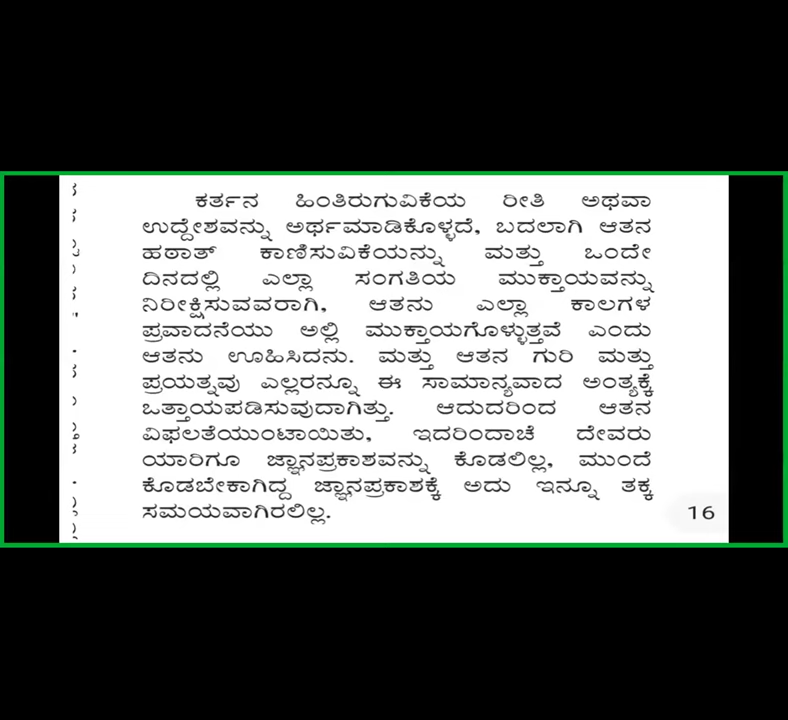 ಕರ್ತನ ಹಿಂತಿರುಗುವಿಕೆಯ ರೀತಿ ಅಥವಾ
ಉದ್ದೇಶವನ್ನು ಅರ್ಥಮಾಡಿಕೊಳ್ಳದೆ, ಬದಲಾಗಿ ಆತನ
ಹಠಾತ್ ಕಾಣಿಸುವಿಕೆಯನ್ನು ಮತ್ತು ಒಂದೇ
ದಿನದಲ್ಲಿ ಎಲ್ಲಾ ಸಂಗತಿಯ ಮುಕ್ತಾಯವನ್ನು
ನಿರೀಕ್ಷಿಸುವವರಾಗಿ, ಆತನು ಎಲ್ಲಾ ಕಾಲಗಳ
ಪ್ರವಾದನೆಯು ಅಲ್ಲಿ ಮುಕ್ತಾಯಗೊಳ್ಳುತ್ತವೆ ಎಂದು
ಆತನು ಊಹಿಸಿದನು. ಮತ್ತು ಆತನ ಗುರಿ ಮತ್ತು
ಪ್ರಯತ್ನವು ಎಲ್ಲರನ್ನೂ ಈ ಸಾಮಾನ್ಯವಾದ ಅಂತ್ಯಕ್ಕೆ
ಒತ್ತಾಯಪಡಿಸುವುದಾಗಿತ್ತು. ಆದುದರಿಂದ ಆತನ
ವಿಫಲತೆಯುಂಟಾಯಿತು, ಇದರಿಂದಾಚೆ ದೇವರು
ಯಾರಿಗೂ ಜ್ಞಾನಪ್ರಕಾಶವನ್ನು ಕೊಡಲಿಲ್ಲ, ಮುಂದೆ
ಕೊಡಬೇಕಾಗಿದ್ದ ಜ್ಞಾನಪ್ರಕಾಶಕ್ಕೆ ಅದು ಇನ್ನೂ ತಕ್ಕ
ಸಮಯವಾಗಿರಲಿಲ್ಲ.
16